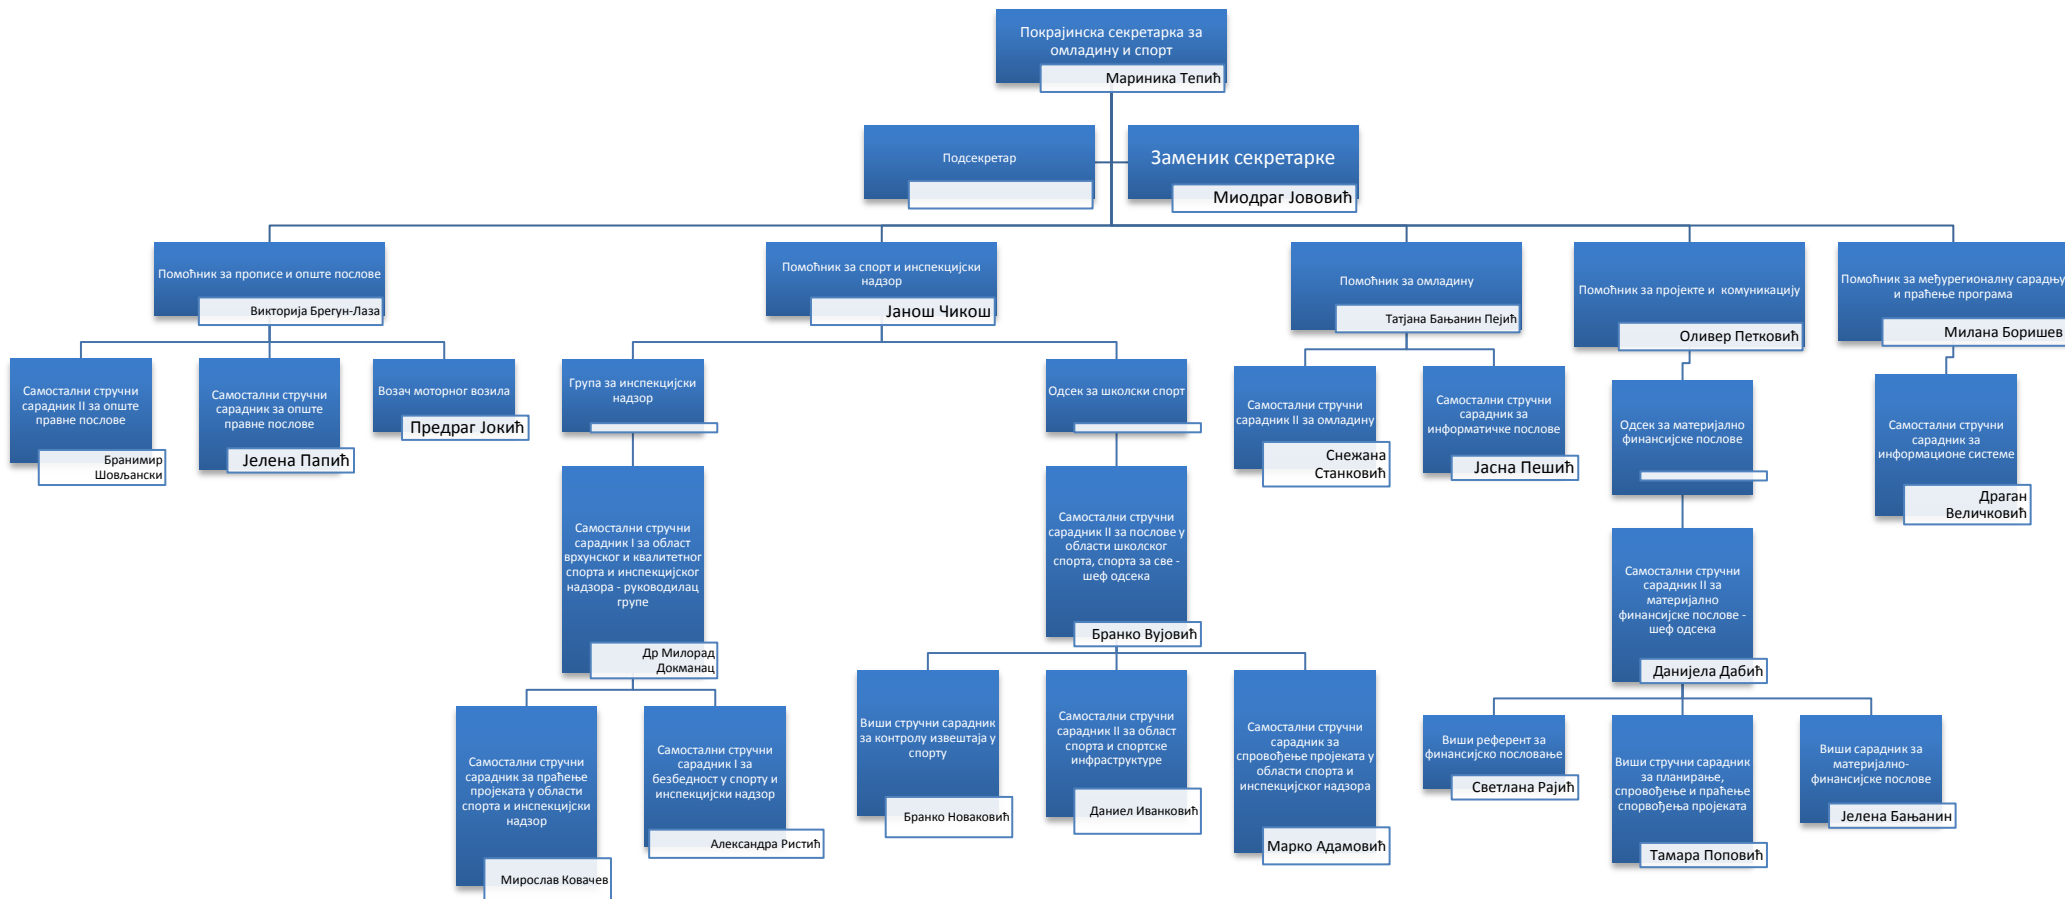 Покрајинска секретарка за
омладину и спорт
Мариника Тепић
Подсекретар
Заменик секретарке
Миодраг Јововић
Помоћник за прописе и опште послове
Викторија Брегун-Лаза
Помоћник за спорт и инспекцијски
надзор
Јанош Чикош
Помоћник за омладину
Татјана Бањанин Пејић
Помоћник за пројекте и  комуникацију
Оливер Петковић
Помоћник за међурегионалну сарадњу
и праћење програма
Милана Боришев
Самостални стручни
сарадник II за опште
правне послове
Бранимир
Шовљански
Самостални стручни
сарадник за опште
правне послове
Јелена Папић
Возач моторног возила
Предраг Јокић
Група за инспекцијски
надзор
Одсек за школски спорт
Самостални стручни
сарадник II за омладину
Снежана
Станковић
Самостални стручни
сарадник за
информатичке послове
Јасна Пешић
Одсек за материјално
финансијске послове
Самостални стручни
сарадник за
информационе системе
Драган
Величковић
Самостални стручни
сарадник I за област
врхунског и квалитетног
спорта и инспекцијског
надзора - руководилац
групе
Др Милорад
Докманац
Самостални стручни
сарадник II за послове у
области школског
спорта, спорта за све -
шеф одсека
Бранко Вујовић
Самостални стручни
сарадник II за
материјално
финансијске послове -
шеф одсека
Данијела Дабић
Самостални стручни
сарадник за праћење
пројеката у области
спорта и инспекцијски
надзор
Мирослав Ковачев
Самостални стручни
сарадник I за
безбедност у спорту и
инспекцијски надзор
Александра Ристић
Виши стручни сарадник
за контролу извештаја у
спорту
Бранко Новаковић
Самостални стручни
сарадник II за област
спорта и спортске
инфраструктуре
Даниел Иванковић
Самостални стручни
сарадник за
спровођење пројеката у
области спорта и
инспекцијског надзора
Марко Адамовић
Виши референт за
финансијско пословање
Светлана Рајић
Виши стручни сарадник
за планирање,
спровођење и праћење
спорвођења пројеката
Тамара Поповић
Виши сарадник за
материјално-
финансијске послове
Јелена Бањанин